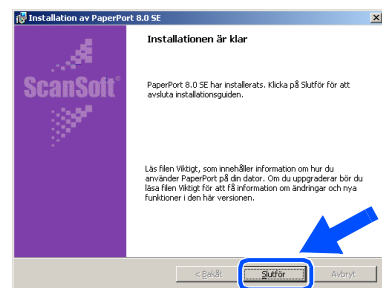 Installation av PaperPort 8.0 SE
Installationen är klar
ScanSoft®
PaperPort 8.0 SE har installerats. Klicka på Slutför för att
avsluta installationsguiden.
Läs filen Viktigt, som innehåller information om hur du
använder PaperPort på din dator. Om du uppgraderar bör du
läsa filen Viktigt för att få information om ändringar och nya
funktioner i den här versionen.
< Bakåt
Slutför
Avbryt